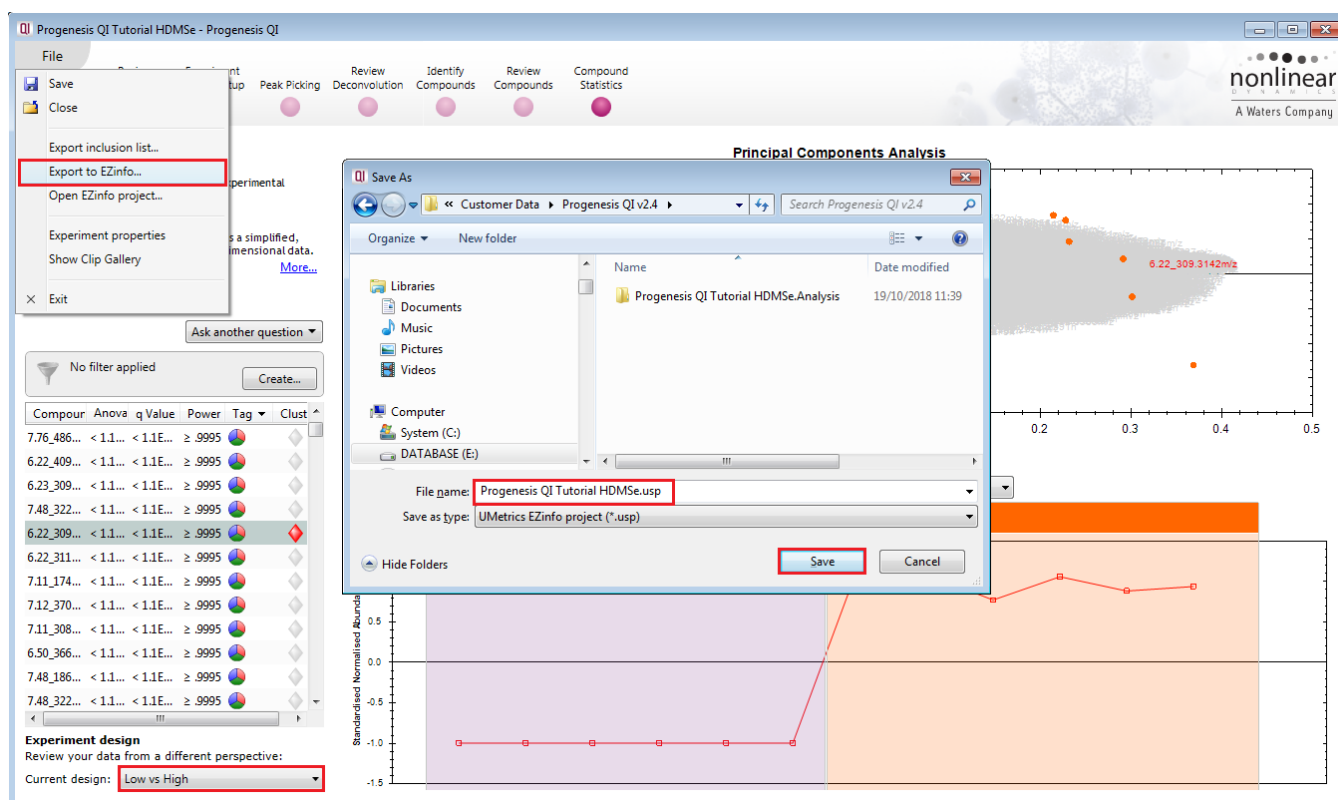 Progenesis QI Tutorial HDMSe - Progenesis QI
File
Peak Picking
Review Deconvolution
Identify Compounds
Review Compounds
Compound Statistics
nonlinear
DYNAMICS
A Waters Company
Save
Close
Export inclusion list...
Export to EZinfo...
Open EZinfo project...
Experiment properties
Show Clip Gallery
Exit
s a simplified,
More...
Ask another question
No filter applied
Create...
Compour Anova q Value Power Tag Clust
7.76_486... < 1.1... < 1.1E... ≥ .9995
6.22_409... < 1.1... < 1.1E... ≥ .9995
6.23_309... < 1.1... < 1.1E... ≥ .9995
7.48_322... < 1.1... < 1.1E... ≥ .9995
6.22_309... < 1.1... < 1.1E... ≥ .9995
6.22_311... < 1.1... < 1.1E... ≥ .9995
7.11_174... < 1.1... < 1.1E... ≥ .9995
7.12_370... < 1.1... < 1.1E... ≥ .9995
7.11_308... < 1.1... < 1.1E... ≥ .9995
6.50_366... < 1.1... < 1.1E... ≥ .9995
7.48_186... < 1.1... < 1.1E... ≥ .9995
7.48_322... < 1.1... < 1.1E... ≥ .9995
Experiment design
Review your data from a different perspective:
Current design: Low vs High
Principal Components Analysis
Save As
« Customer Data Progenesis QI v2.4
Search Progenesis QI v2.4
Organize New folder
Name Date modified
Libraries
Documents
Music
Pictures
Videos
Computer
System (C:)
DATABASE (E:)
Progenesis QI Tutorial HDMSe.Analysis 19/10/2018 11:39
File name: Progenesis QI Tutorial HDMSe.usp
Save as type: UMetrics EZinfo project (*.usp)
Hide Folders
Save Cancel
6.22_309.3142m/z
0.2 0.3 0.4 0.5
Standardised Normalised
0.5
0.0
-0.5
-1.0
-1.5